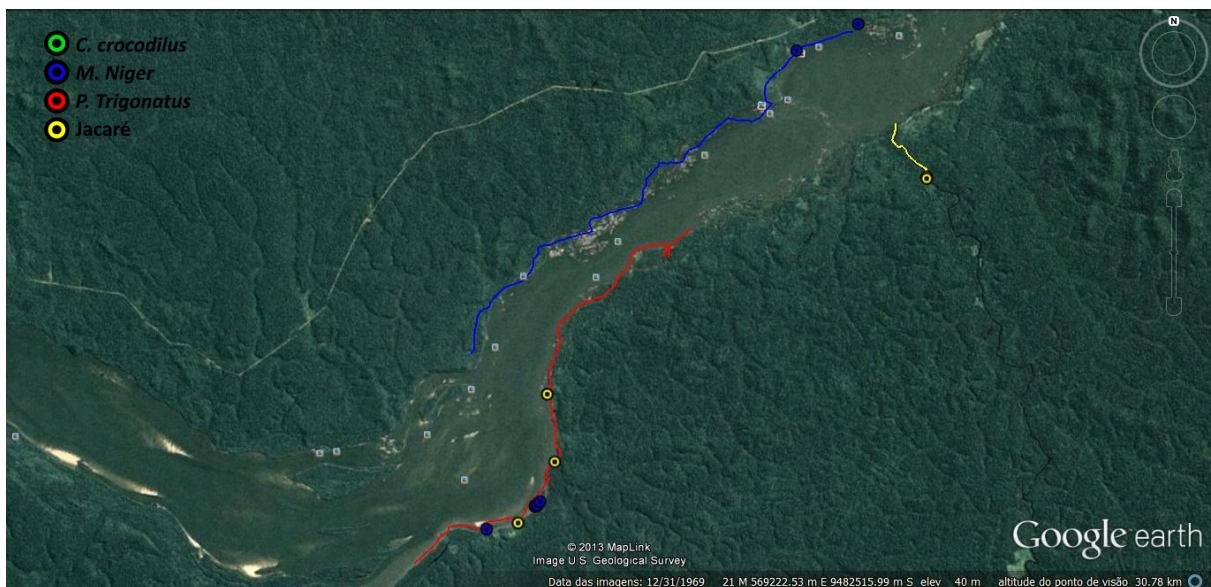 N
C. crocodilus
M. Niger
P. Trigonatus
Jacaré
© 2013 MapLink
Image U.S. Geological Survey
Google earth
Data das imagens: 12/31/1969 21 M 569222.53 m E 9482515.99 m S elev 40 m altitude do ponto de visão 30.78 km